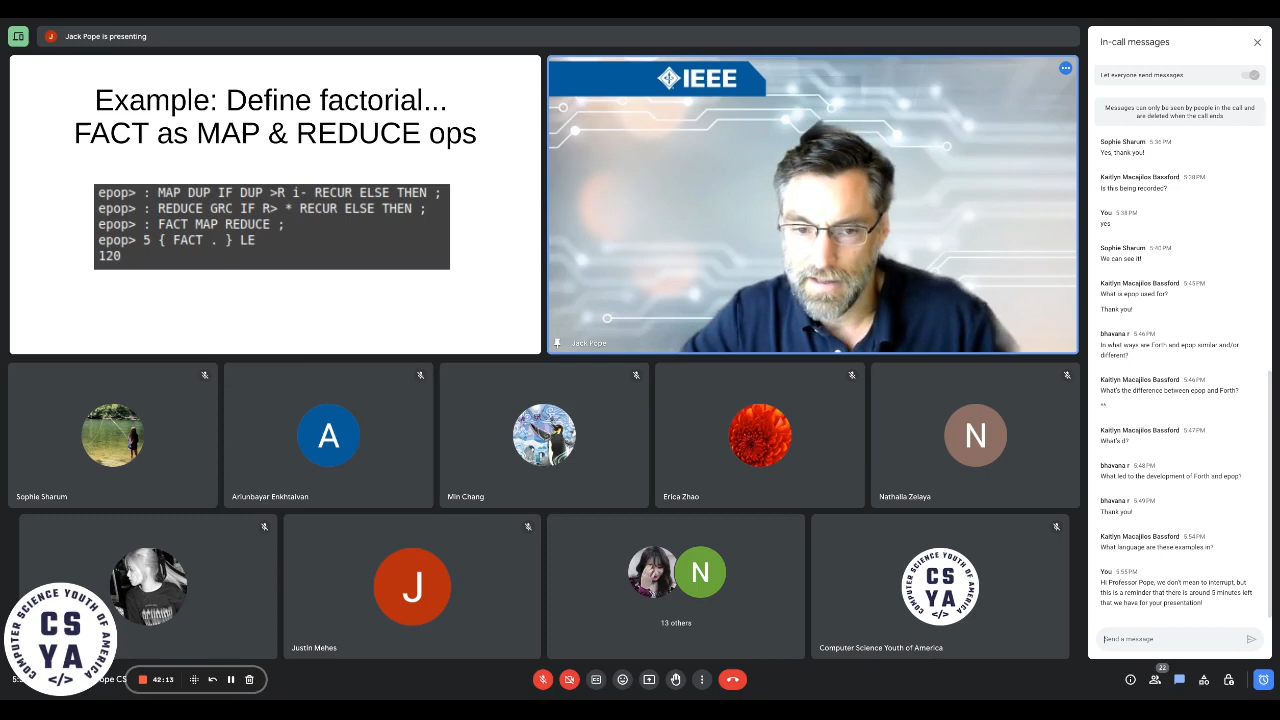 Jack Pope is presenting
Example: Define factorial...
FACT as MAP & REDUCE ops
epop> : MAP DUP IF DUP >R i- RECUR ELSE THEN ;
epop> : REDUCE GRC IF R> * RECUR ELSE THEN ;
epop> : FACT MAP REDUCE ;
epop> 5 { FACT . } LE
120
IEEE
Jack Pope
Sophie Sharum
A
Ariunbayar Enkhtaivan
Min Chang
Erica Zhao
N
Nathalia Zelaya
J
Justin Mehes
N
13 others
CS
YA
</>
Computer Science Youth of America
COMPUTER SCIENCE YOUTH OF AMERICA
CS
YA
</>
42:13
22
In-call messages
Let everyone send messages
Messages can only be seen by people in the call and
are deleted when the call ends
Sophie Sharum 5:36 PM
Yes, thank you!
Kaitlyn Macajilos Bassford 5:38 PM
Is this being recorded?
You 5:38 PM
yes
Sophie Sharum 5:40 PM
We can see it!
Kaitlyn Macajilos Bassford 5:45 PM
What is epop used for?
Thank you!
bhavana r 5:46 PM
In what ways are Forth and epop similar and/or
different?
Kaitlyn Macajilos Bassford 5:46 PM
What's the difference between epop and Forth?
^^
Kaitlyn Macajilos Bassford 5:47 PM
What's d?
bhavana r 5:48 PM
What led to the development of Forth and epop?
bhavana r 5:49 PM
Thank you!
Kaitlyn Macajilos Bassford 5:54 PM
What language are these examples in?
You 5:55 PM
Hi Professor Pope, we don't mean to interrupt, but
this is a reminder that there is around 5 minutes left
that we have for your presentation!
Send a message